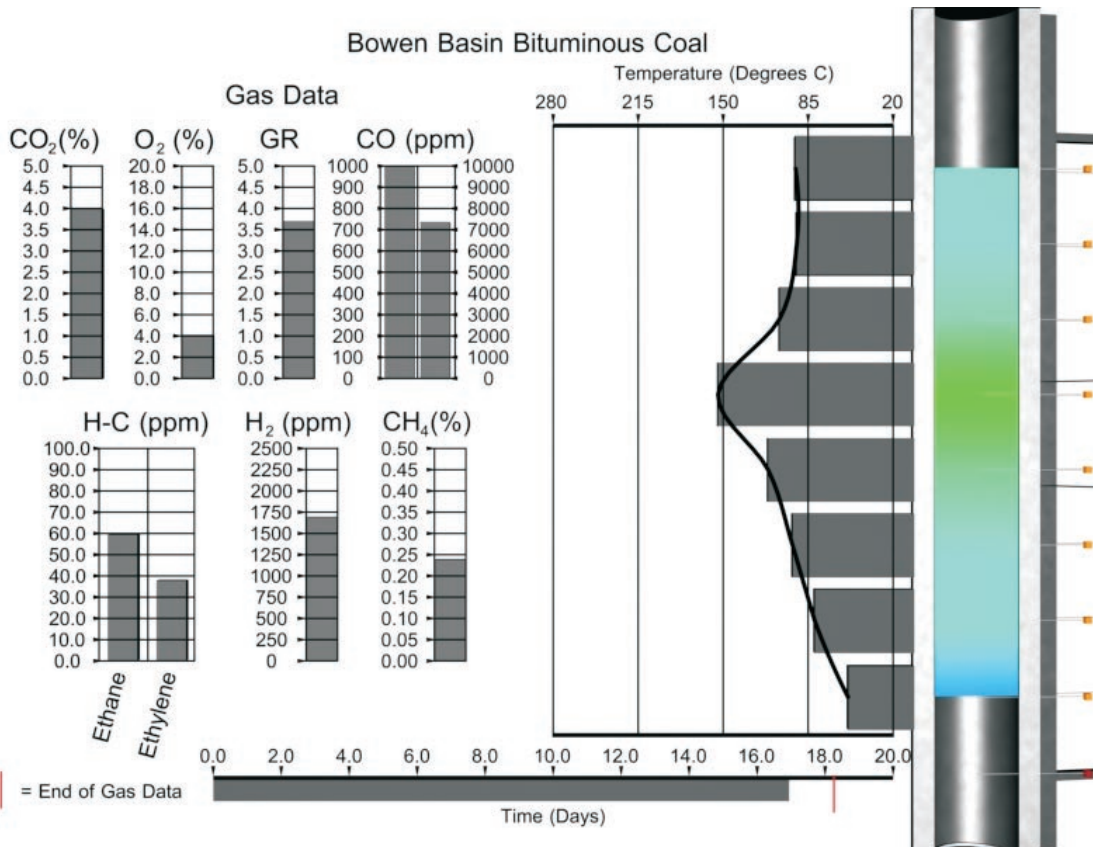 Bowen Basin Bituminous Coal
Temperature (Degrees C)
280 215 150 85 20
Gas Data
CO₂(%) O₂ (%) GR CO (ppm)
5.0 20.0 5.0 1000 10000
4.5 18.0 4.5 900 9000
4.0 16.0 4.0 800 8000
3.5 14.0 3.5 700 7000
3.0 12.0 3.0 600 6000
2.5 10.0 2.5 500 5000
2.0 8.0 2.0 400 4000
1.5 6.0 1.5 300 3000
1.0 4.0 1.0 200 2000
0.5 2.0 0.5 100 1000
0.0 0.0 0.0 0 0
H-C (ppm) H₂ (ppm) CH₄(%)
100.0 2500 0.50
90.0 2250 0.45
80.0 2000 0.40
70.0 1750 0.35
60.0 1500 0.30
50.0 1250 0.25
40.0 1000 0.20
30.0 750 0.15
20.0 500 0.10
10.0 250 0.05
0.0 0 0.00
Ethane Ethylene
0.0 2.0 4.0 6.0 8.0 10.0 12.0 14.0 16.0 18.0 20.0
= End of Gas Data
Time (Days)